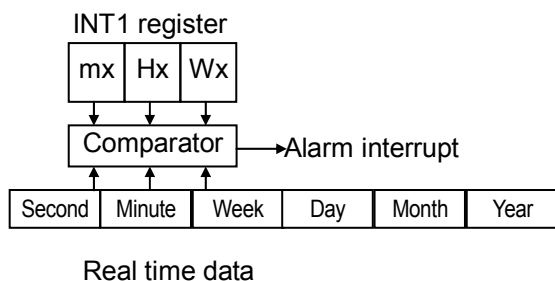 INT1 register
mx Hx Wx
Comparator
Alarm interrupt
Second Minute Week Day Month Year
Real time data